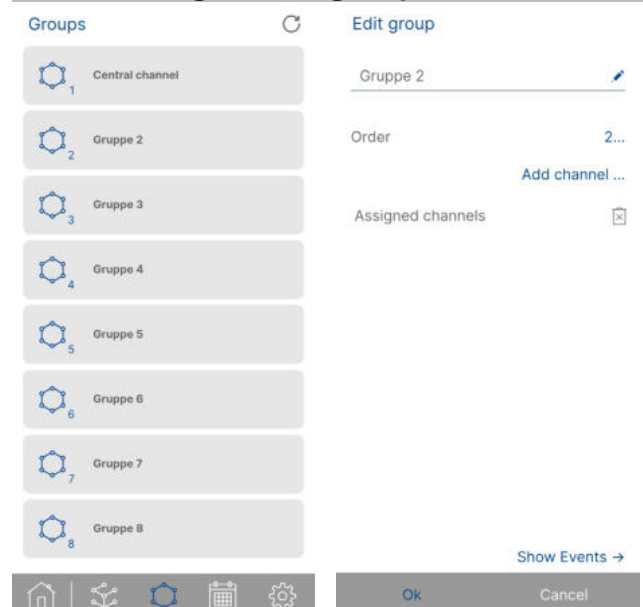 Groups
1 Central channel
2 Gruppe 2
3 Gruppe 3
4 Gruppe 4
5 Gruppe 5
6 Gruppe 6
7 Gruppe 7
8 Gruppe 8
Edit group
Gruppe 2
Order 2...
Add channel ...
Assigned channels
Show Events →
Ok Cancel